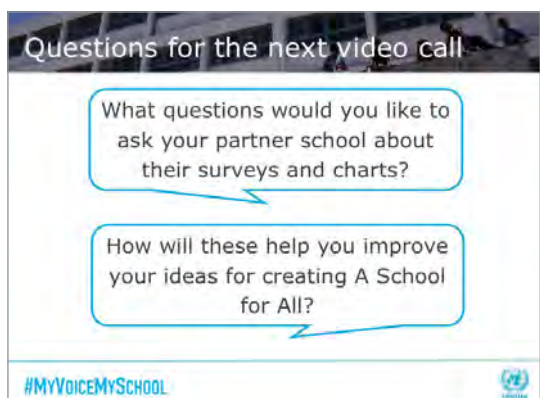 Questions for the next video call
What questions would you like to
ask your partner school about
their surveys and charts?
How will these help you improve
your ideas for creating A School
for All?
#MYVOICEMYSCHOOL